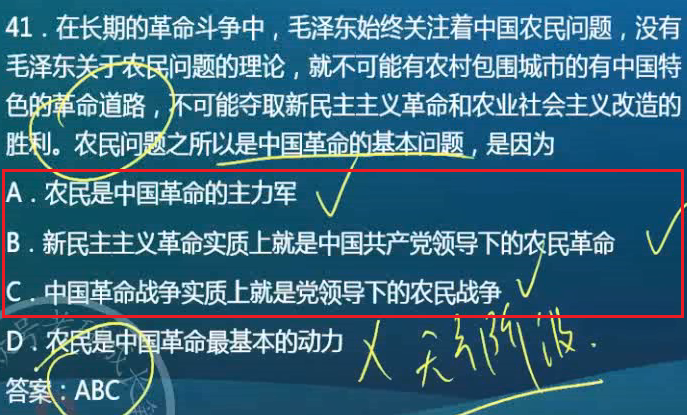 41．在长期的革命斗争中，毛泽东始终关注着中国农民问题，没有
毛泽东关于农民问题的理论，就不可能有农村包围城市的有中国特
色的革命道路，不可能夺取新民主主义革命和农业社会主义改造的
胜利。农民问题之所以是中国革命的基本问题，是因为
A．农民是中国革命的主力军
B．新民主主义革命实质上就是中国共产党领导下的农民革命
C．中国革命战争实质上就是党领导下的农民战争
D．农民是中国革命最基本的动力
答案：ABC